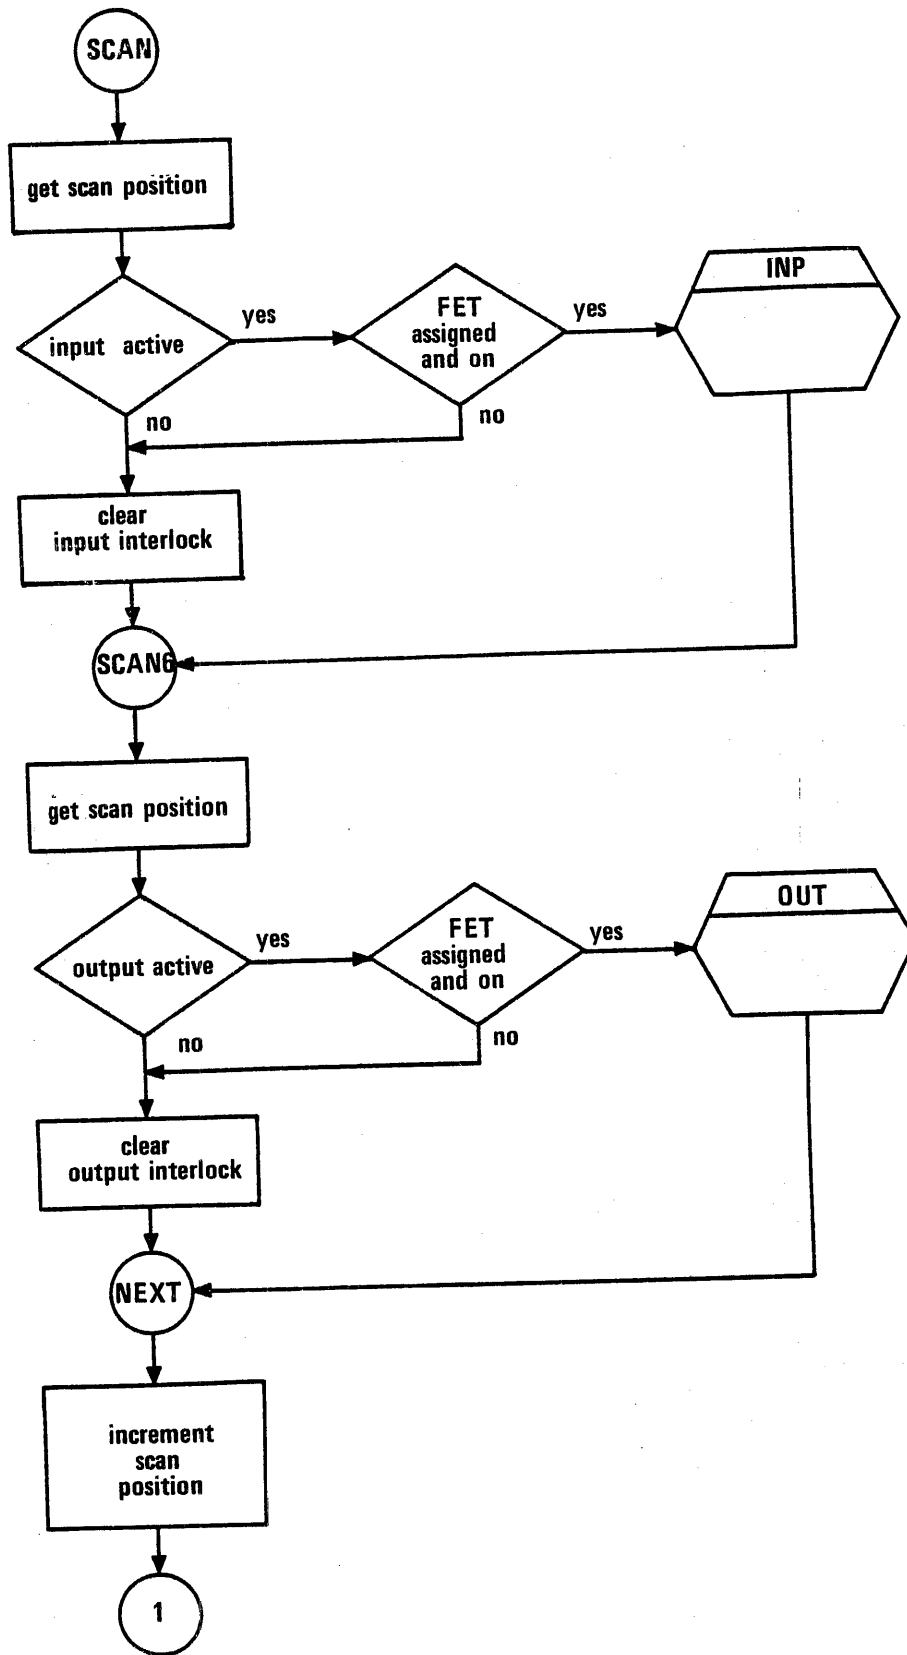 SCAN
get scan position
input active
yes
FET
assigned
and on
yes
INP
no
no
clear
input interlock
SCAN6
get scan position
output active
yes
FET
assigned
and on
yes
OUT
no
no
clear
output interlock
NEXT
increment
scan
position
1